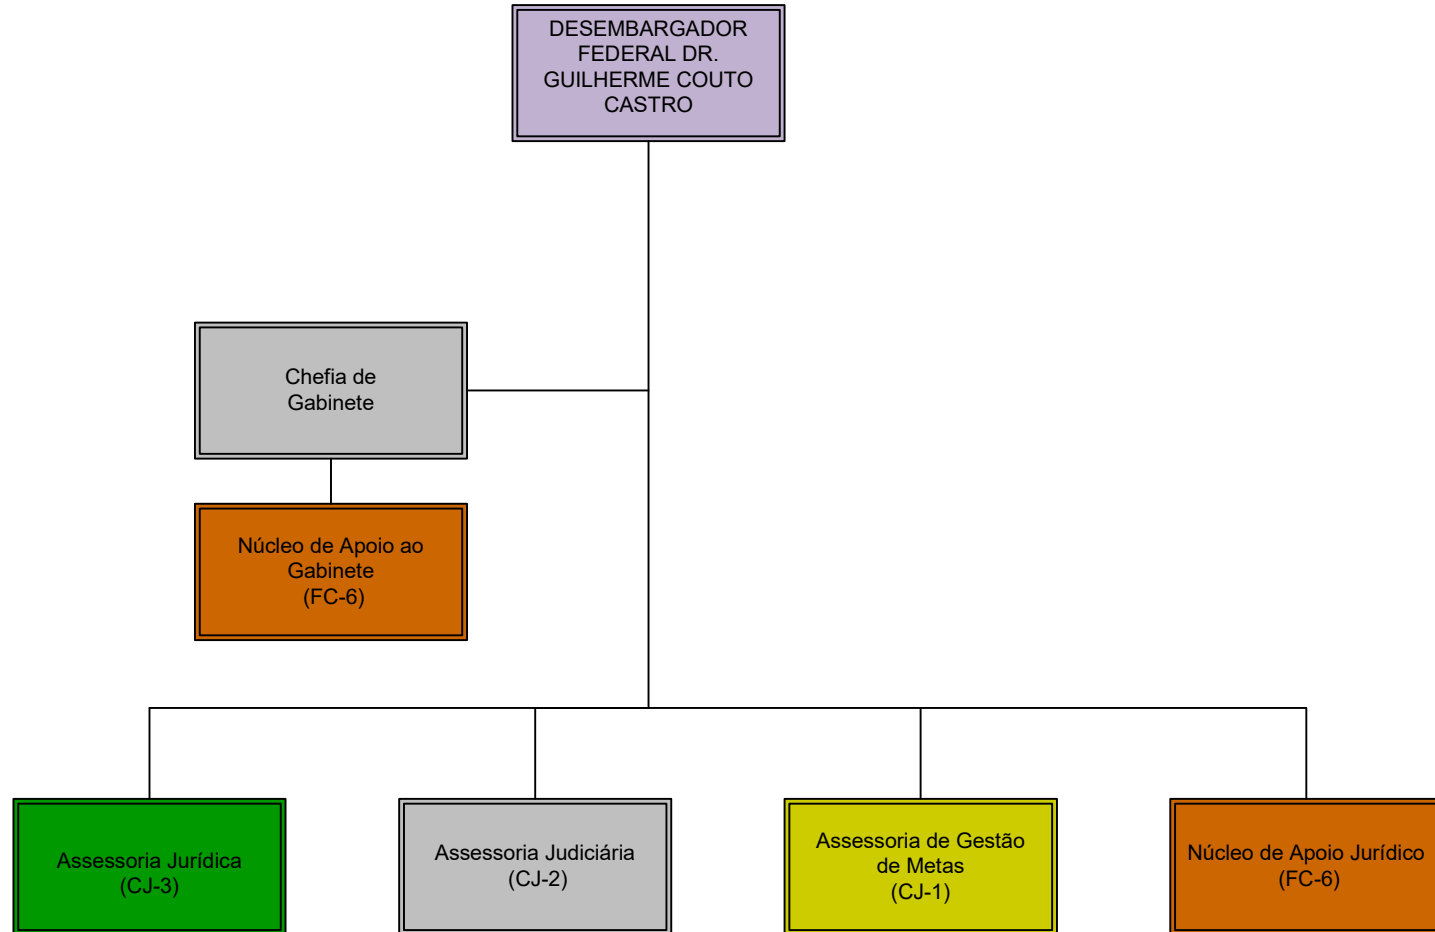 DESEMBARGADOR
FEDERAL DR.
GUILHERME COUTO
CASTRO
Chefia de
Gabinete
Núcleo de Apoio ao
Gabinete
(FC-6)
Assessoria Jurídica
(CJ-3)
Assessoria Judiciária
(CJ-2)
Assessoria de Gestão
de Metas
(CJ-1)
Núcleo de Apoio Jurídico
(FC-6)